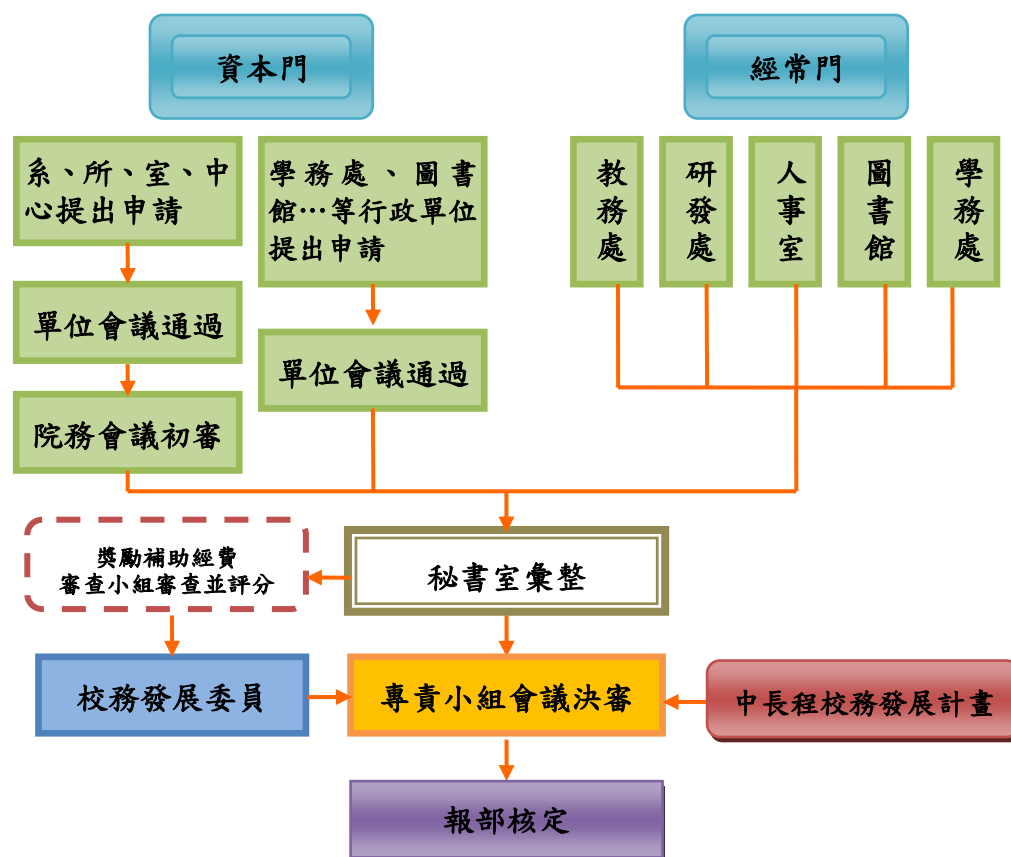 資本門
經常門
系、所、室、中
心提出申請
學務處、圖書
館…等行政單位
提出申請
教務處
研發處
人事室
圖書館
學務處
單位會議通過
單位會議通過
院務會議初審
獎勵補助經費
審查小組審查並評分
秘書室彙整
校務發展委員
專責小組會議決審
中長程校務發展計畫
報部核定